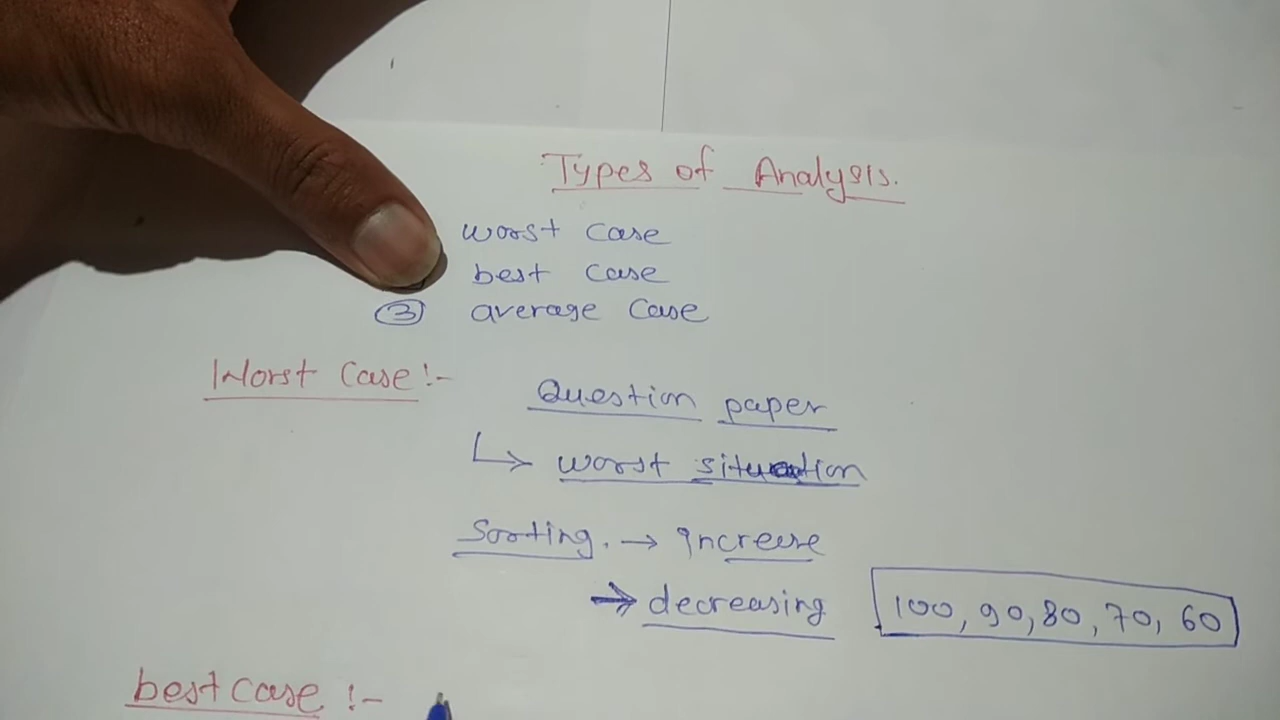 Types of Analysis.
worst case
best case
③ average case
Worst case :-
Question paper
↳ worst situation
Sorting. → increase
→ decreasing 100, 90, 80, 70, 60
best case :-